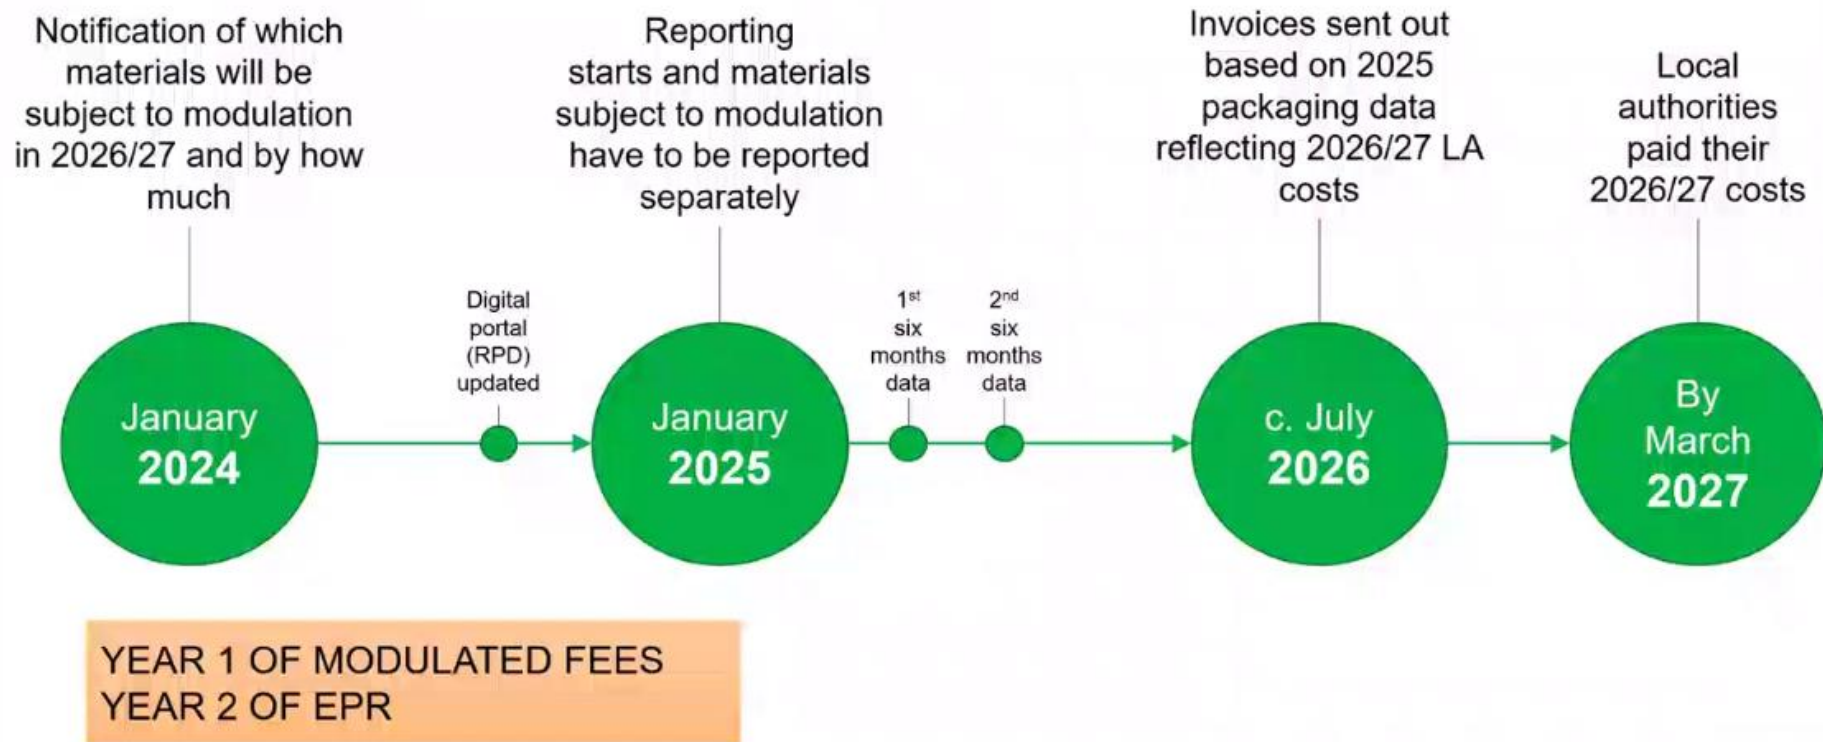 Notification of which
materials will be
subject to modulation
in 2026/27 and by how
much
Reporting
starts and materials
subject to modulation
have to be reported
separately
Invoices sent out
based on 2025
packaging data
reflecting 2026/27 LA
costs
Local
authorities
paid their
2026/27 costs
Digital
portal
(RPD)
updated
1st
six
months
data
2nd
six
months
data
January
2024
January
2025
c. July
2026
By
March
2027
YEAR 1 OF MODULATED FEES
YEAR 2 OF EPR